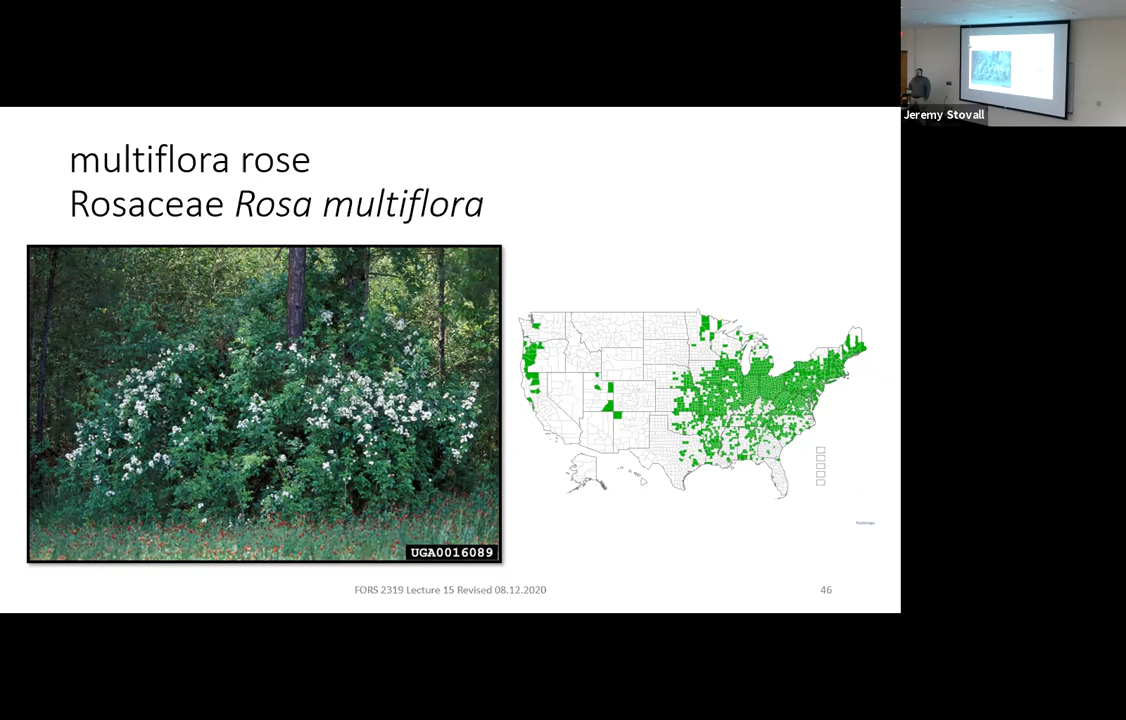 multiflora rose
Rosaceae Rosa multiflora
UGA0016089
FORS 2319 Lecture 15 Revised 08.12.2020
46
Jeremy Stovall